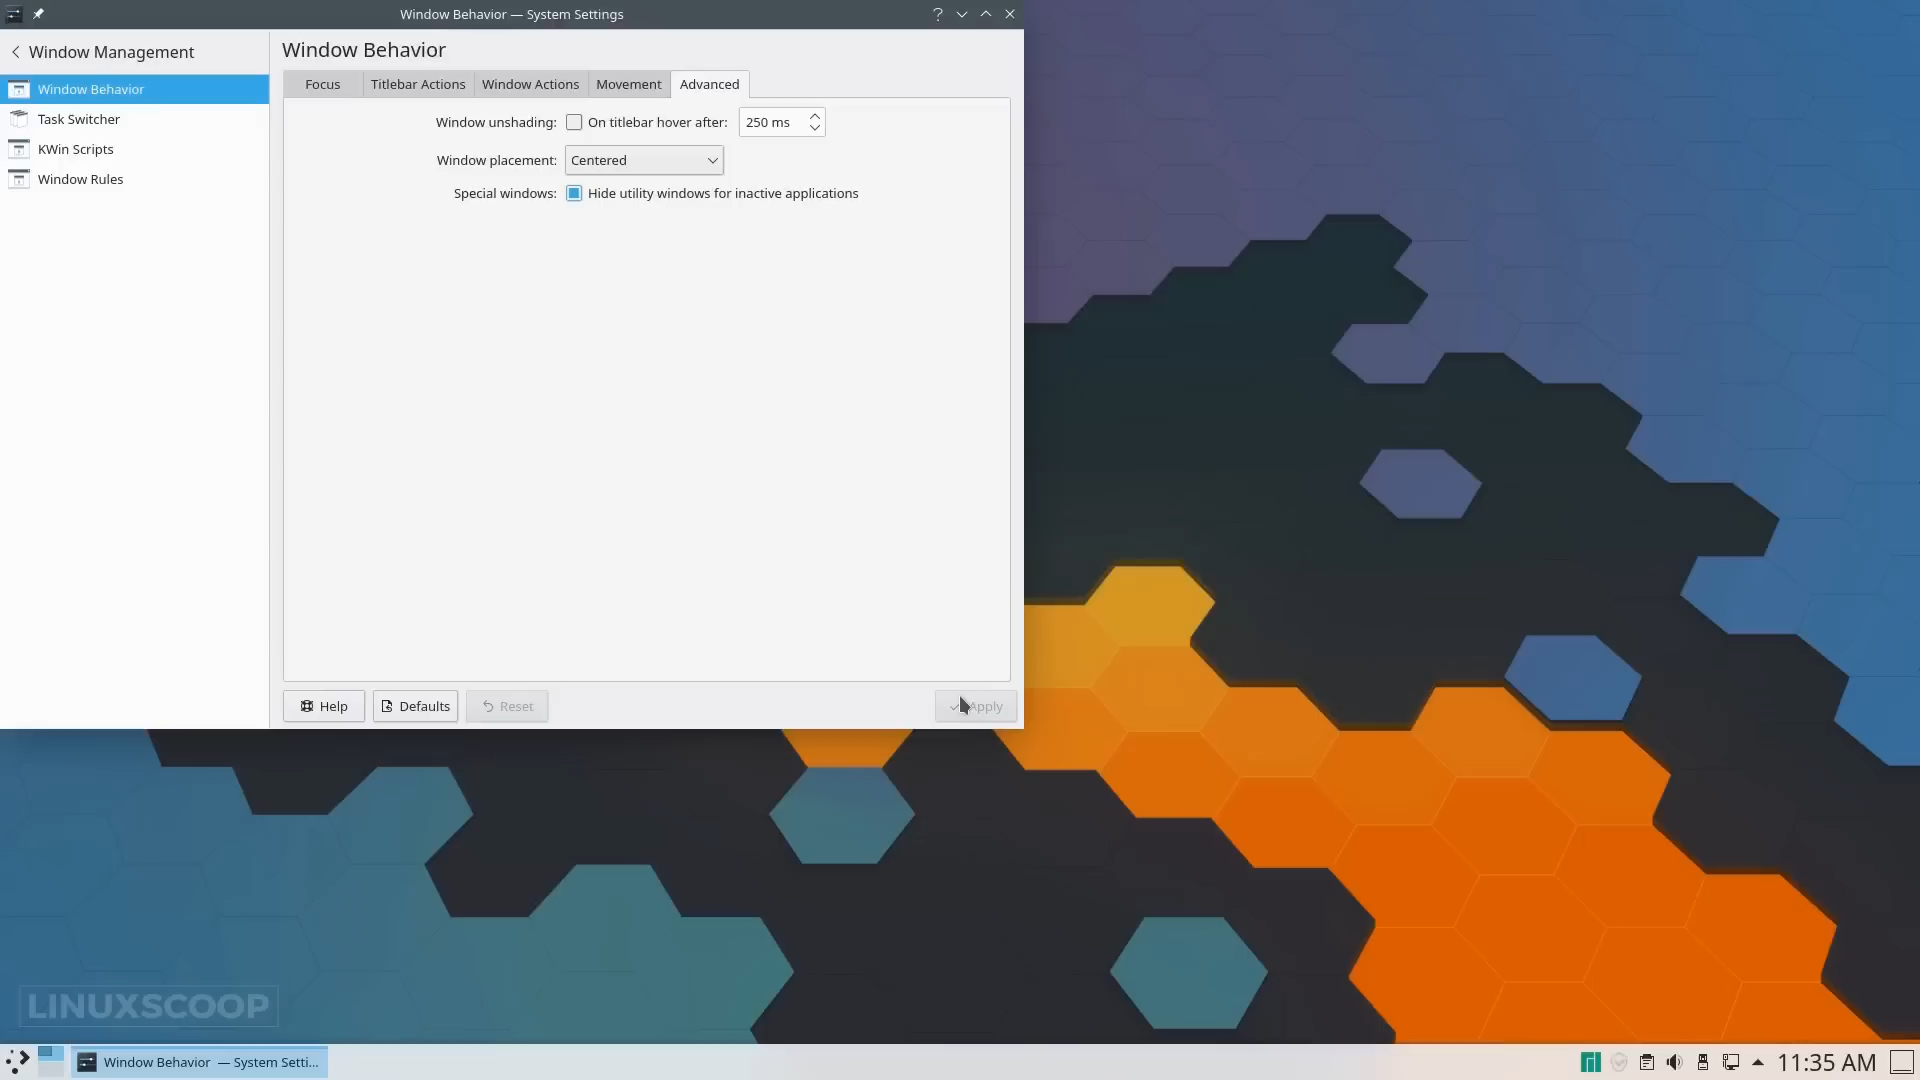 Window Behavior — System Settings
Window Management
Window Behavior
Task Switcher
KWin Scripts
Window Rules
Window Behavior
Focus
Titlebar Actions
Window Actions
Movement
Advanced
Window unshading: On titlebar hover after: 250 ms
Window placement: Centered
Special windows: Hide utility windows for inactive applications
Help
Defaults
Reset
Apply
LINUXSCOOP
Window Behavior — System Setti...
11:35 AM